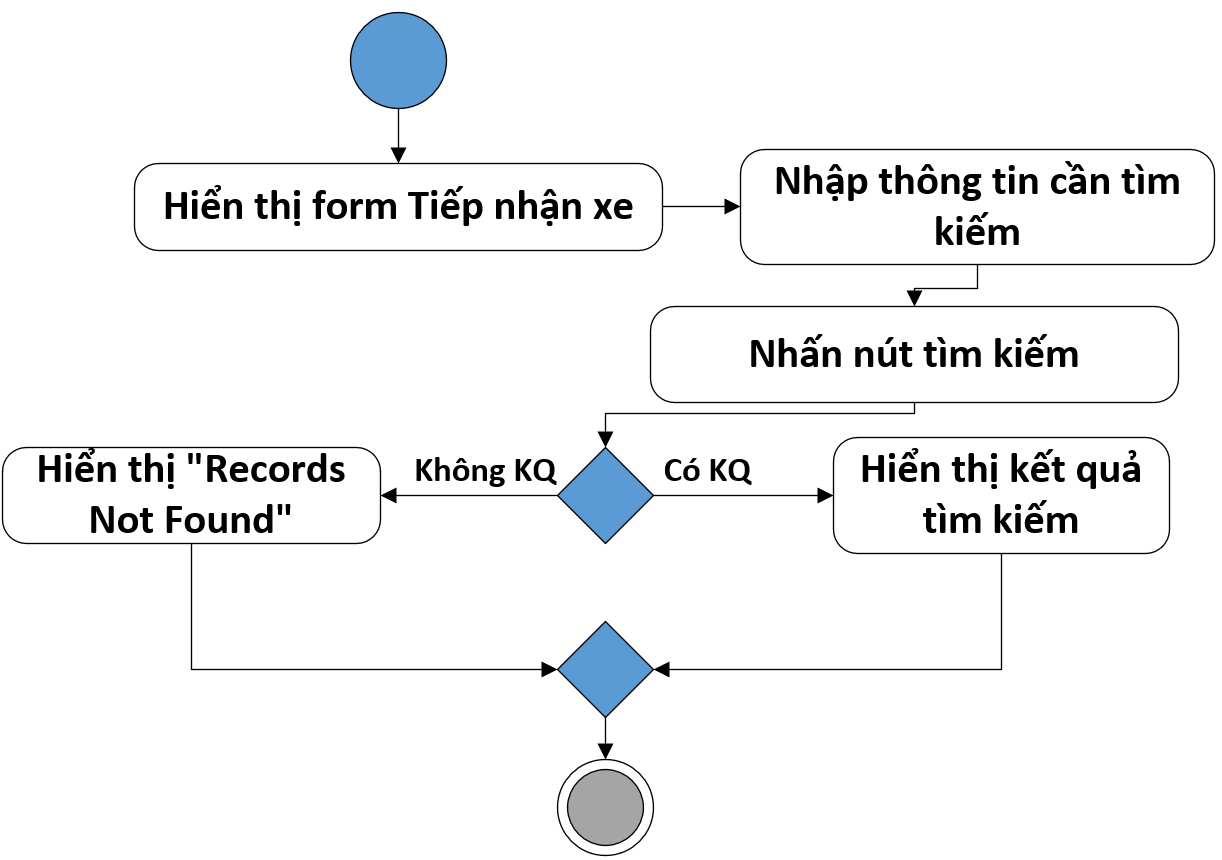 Hiển thị form Tiếp nhận xe
Nhập thông tin cần tìm
kiếm
Nhấn nút tìm kiếm
Hiển thị "Records
Not Found"
Không KQ
Có KQ
Hiển thị kết quả
tìm kiếm